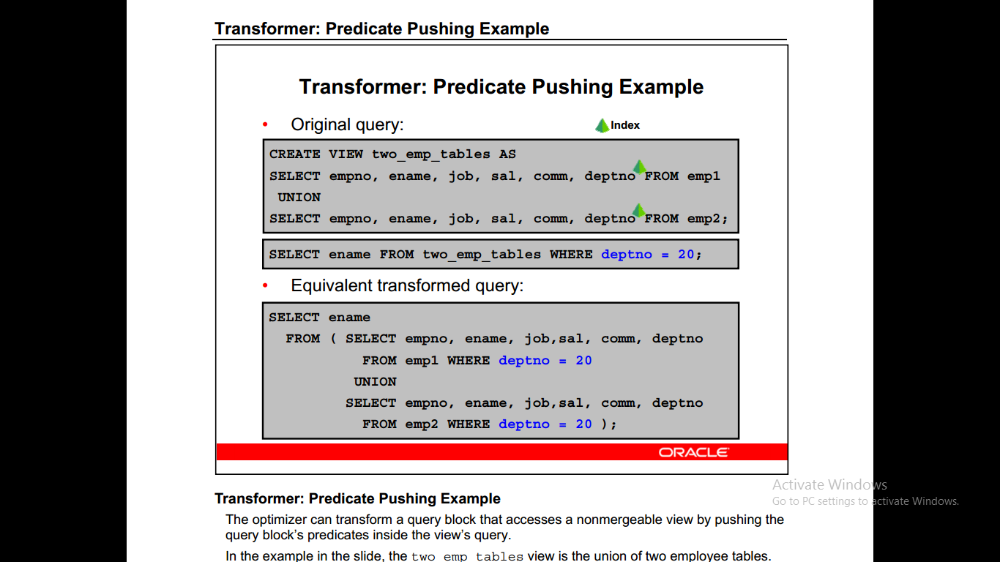 Transformer: Predicate Pushing Example
Transformer: Predicate Pushing Example
• Original query:
Index
CREATE VIEW two_emp_tables AS
SELECT empno, ename, job, sal, comm, deptno FROM emp1
UNION
SELECT empno, ename, job, sal, comm, deptno FROM emp2;
SELECT ename FROM two_emp_tables WHERE deptno = 20;
• Equivalent transformed query:
SELECT ename
FROM ( SELECT empno, ename, job,sal, comm, deptno
FROM emp1 WHERE deptno = 20
UNION
SELECT empno, ename, job,sal, comm, deptno
FROM emp2 WHERE deptno = 20 );
ORACLE
Activate Windows
Go to PC settings to activate Windows.
Transformer: Predicate Pushing Example
The optimizer can transform a query block that accesses a nonmergeable view by pushing the
query block's predicates inside the view's query.
In the example in the slide, the two_emp_tables view is the union of two employee tables.